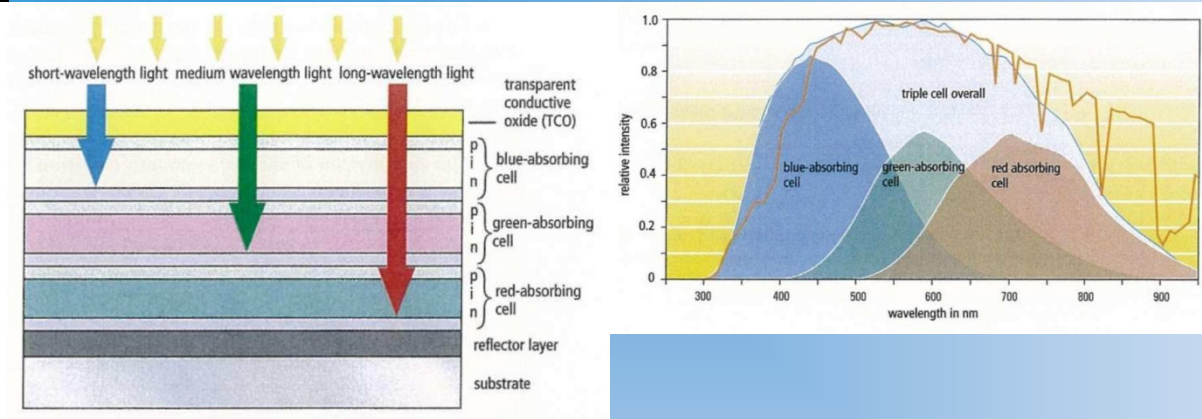 short-wavelength light medium wavelength light long-wavelength light
transparent
conductive
oxide (TCO)
p
i
n
blue-absorbing
cell
p
i
n
green-absorbing
cell
p
i
n
red-absorbing
cell
reflector layer
substrate
relative intensity
1.0
0.8
0.6
0.4
0.2
0
triple cell overall
blue-absorbing
cell
green-absorbing
cell
red absorbing
cell
300 400 500 600 700 800 900
wavelength in nm